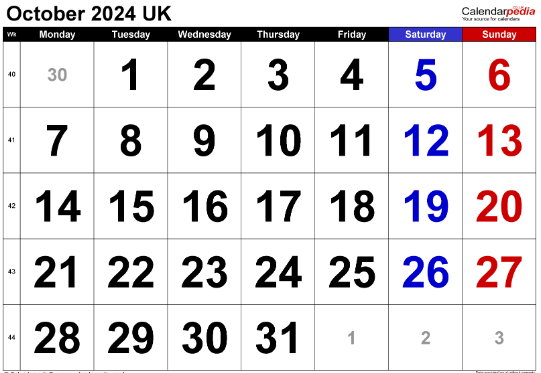 October 2024 UK
Calendarpedia
Your source for calendars
Wk Monday Tuesday Wednesday Thursday Friday Saturday Sunday
40 30 1 2 3 4 5 6
41 7 8 9 10 11 12 13
42 14 15 16 17 18 19 20
43 21 22 23 24 25 26 27
44 28 29 30 31 1 2 3